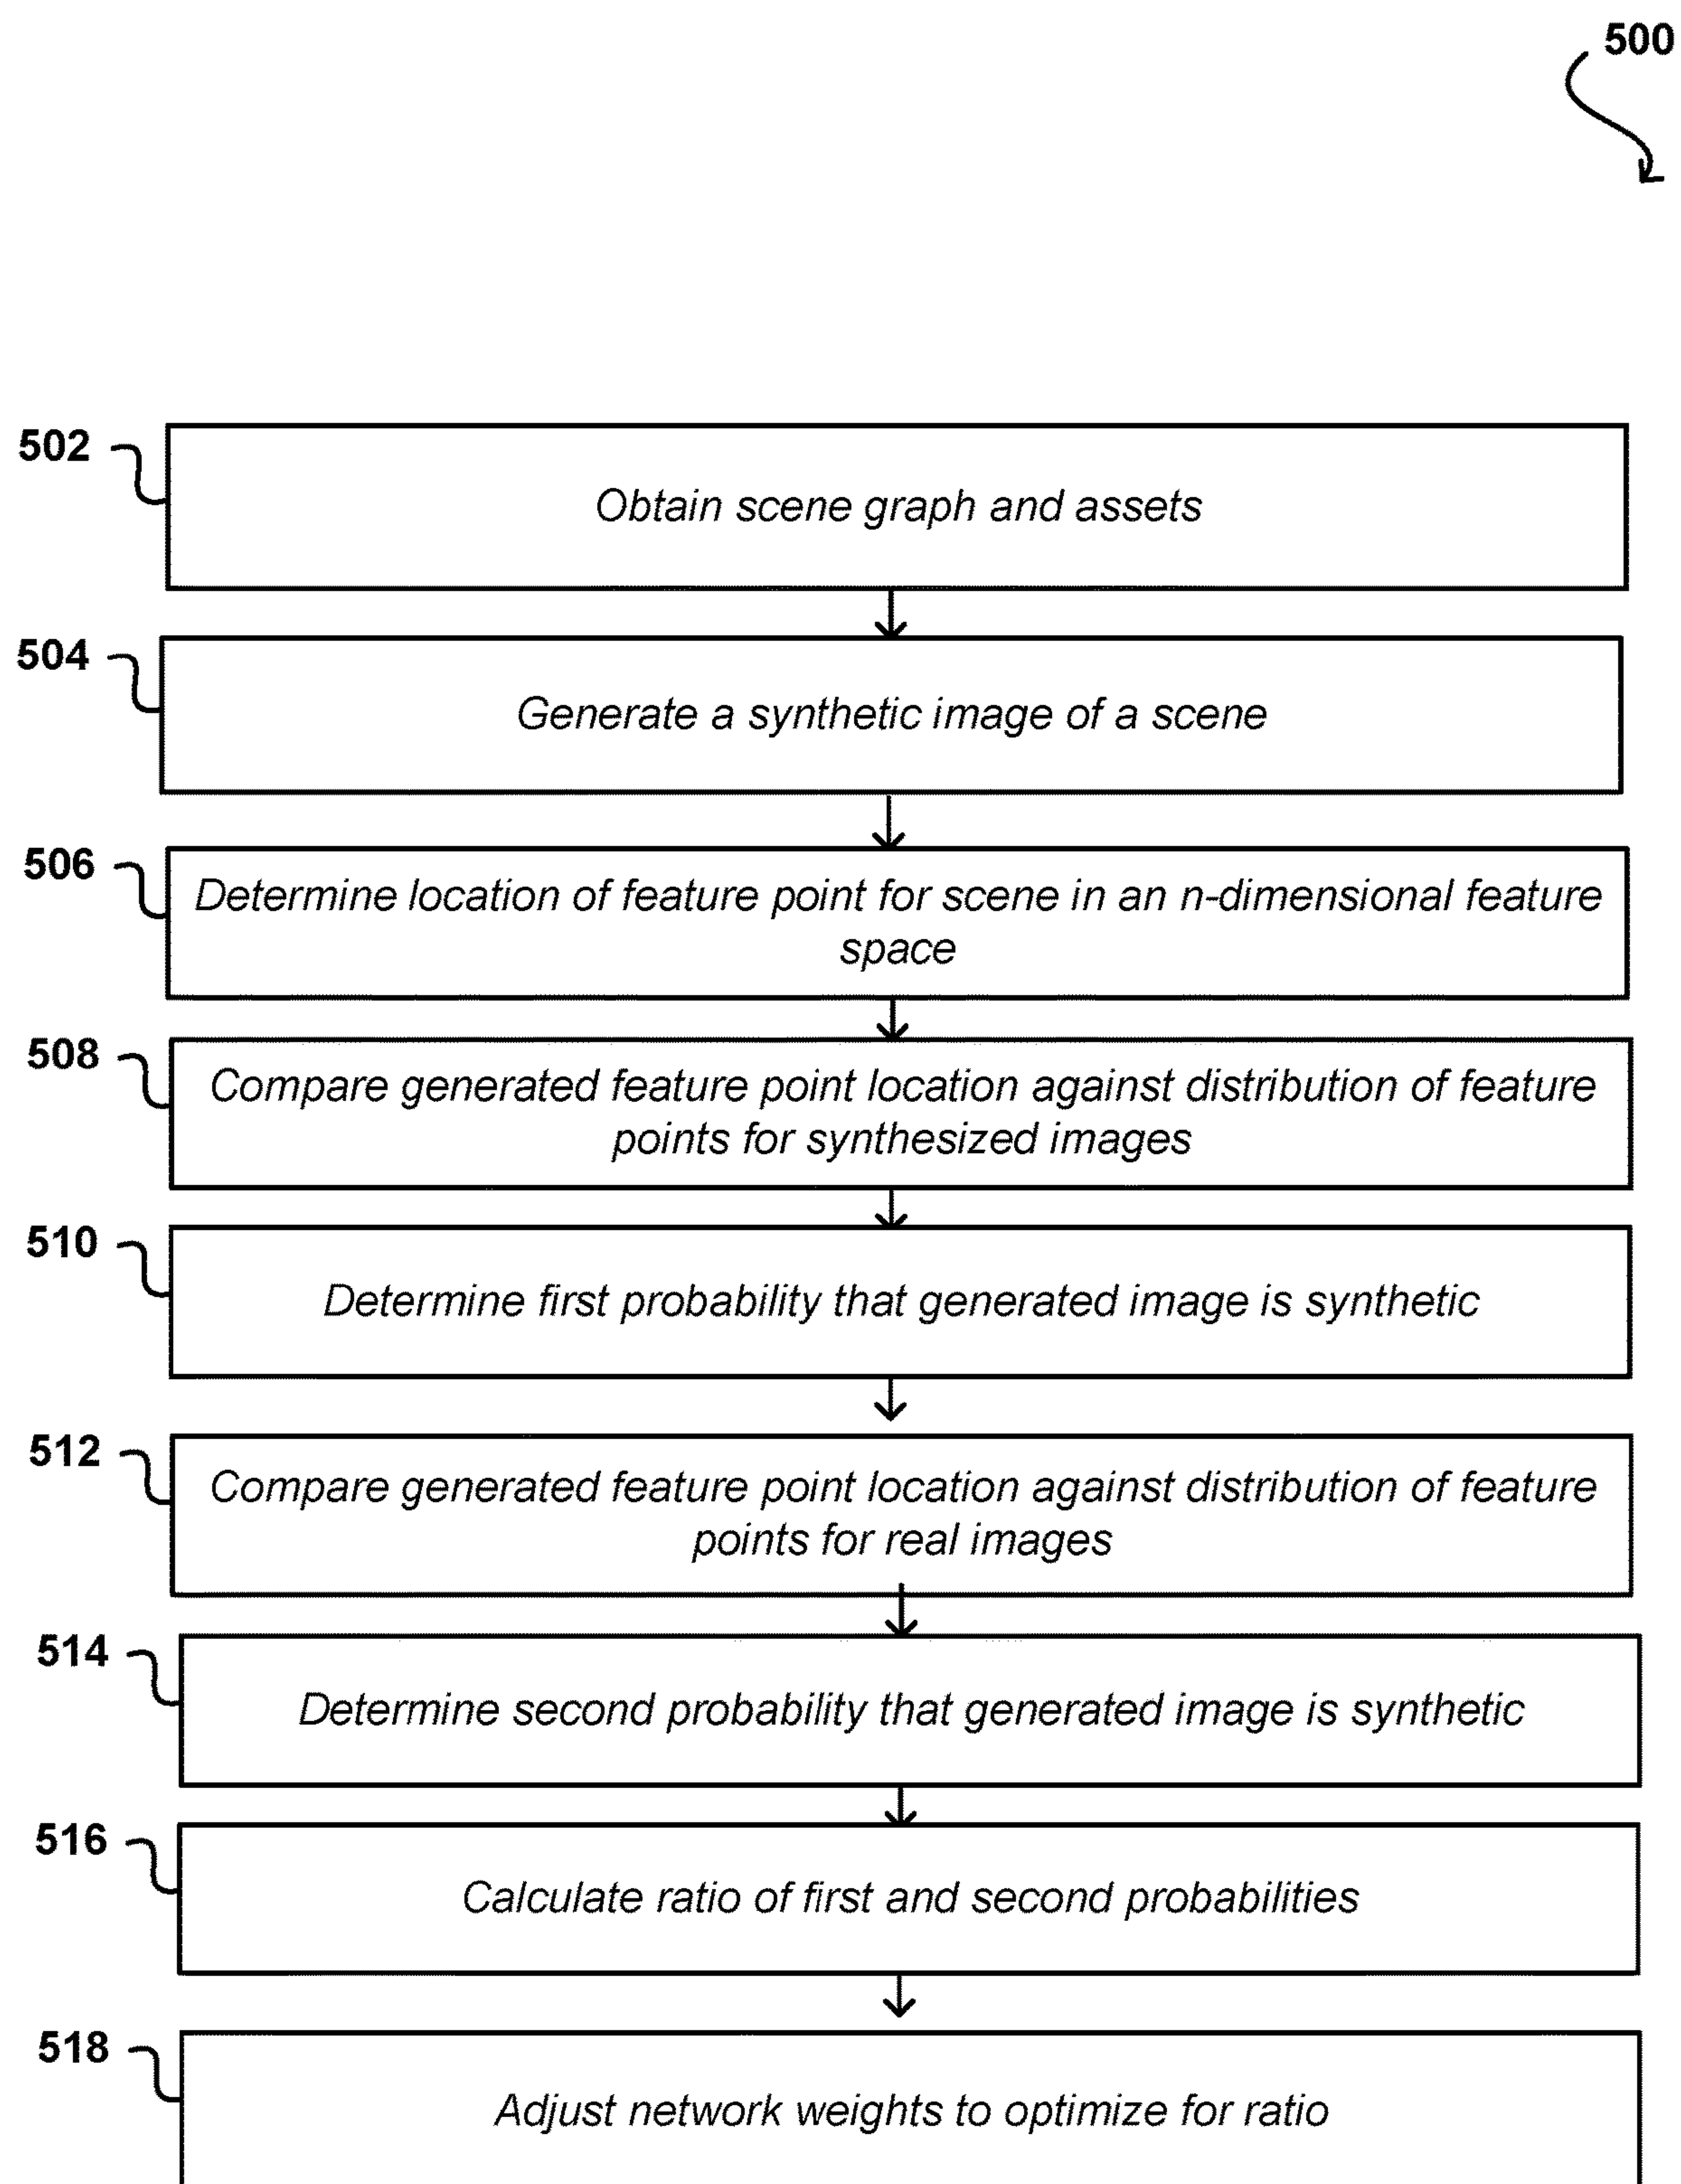 500
502
Obtain scene graph and assets
504
Generate a synthetic image of a scene
506
Determine location of feature point for scene in an n-dimensional feature
space
508
Compare generated feature point location against distribution of feature
points for synthesized images
510
Determine first probability that generated image is synthetic
512
Compare generated feature point location against distribution of feature
points for real images
514
Determine second probability that generated image is synthetic
516
Calculate ratio of first and second probabilities
518
Adjust network weights to optimize for ratio